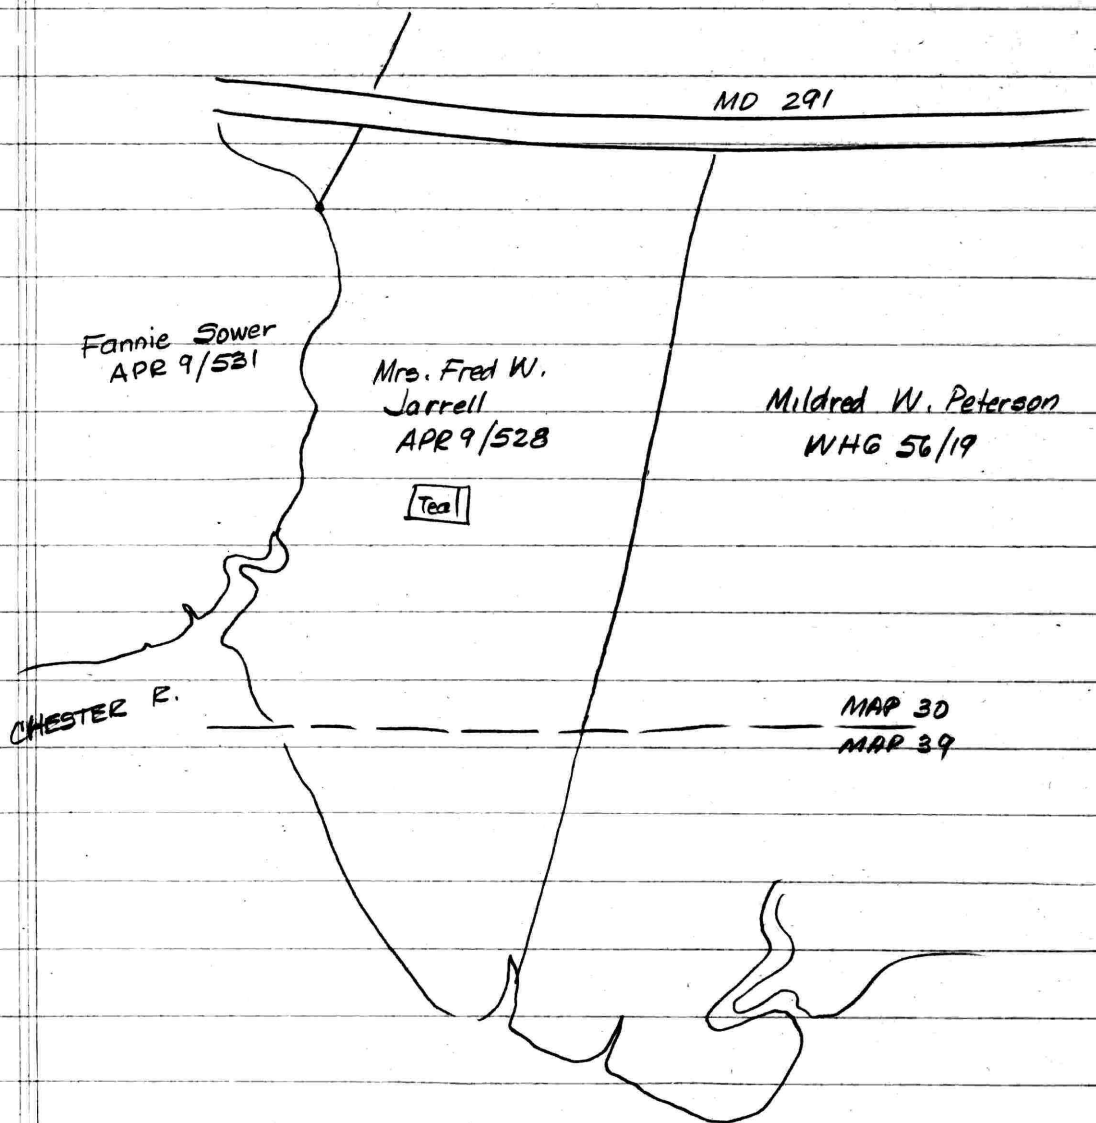 MD 291
Fannie Sower
APR 9/531
Mrs. Fred W.
Jarrell
APR 9/528
Mildred W. Peterson
WHG 56/19
Teal
CHESTER R.
MAP 30
MAP 39